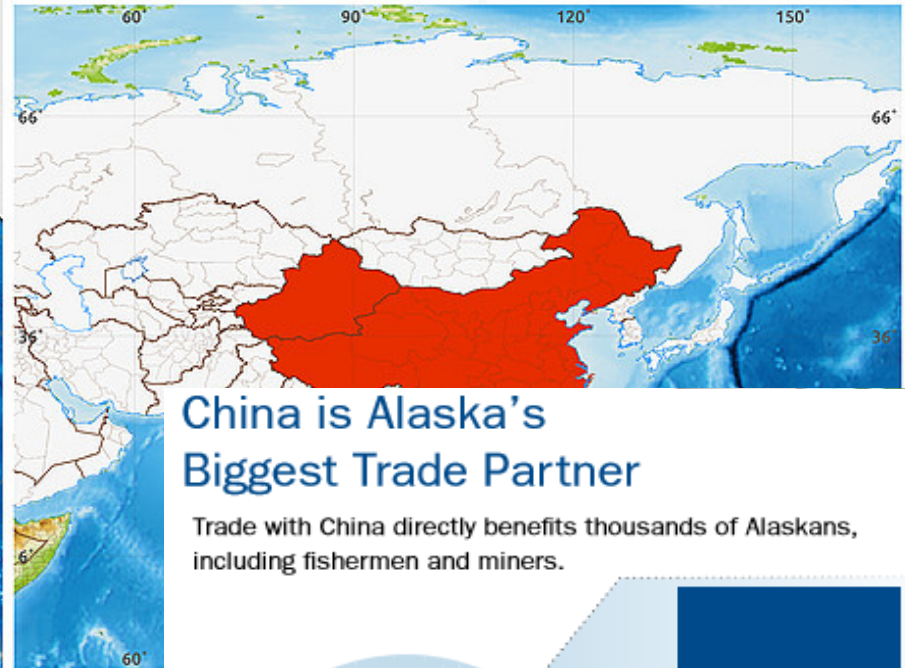 60°
90°
120°
150°
66°
66°
36°
36°
China is Alaska’s
Biggest Trade Partner
Trade with China directly benefits thousands of Alaskans,
including fishermen and miners.
6°
60°